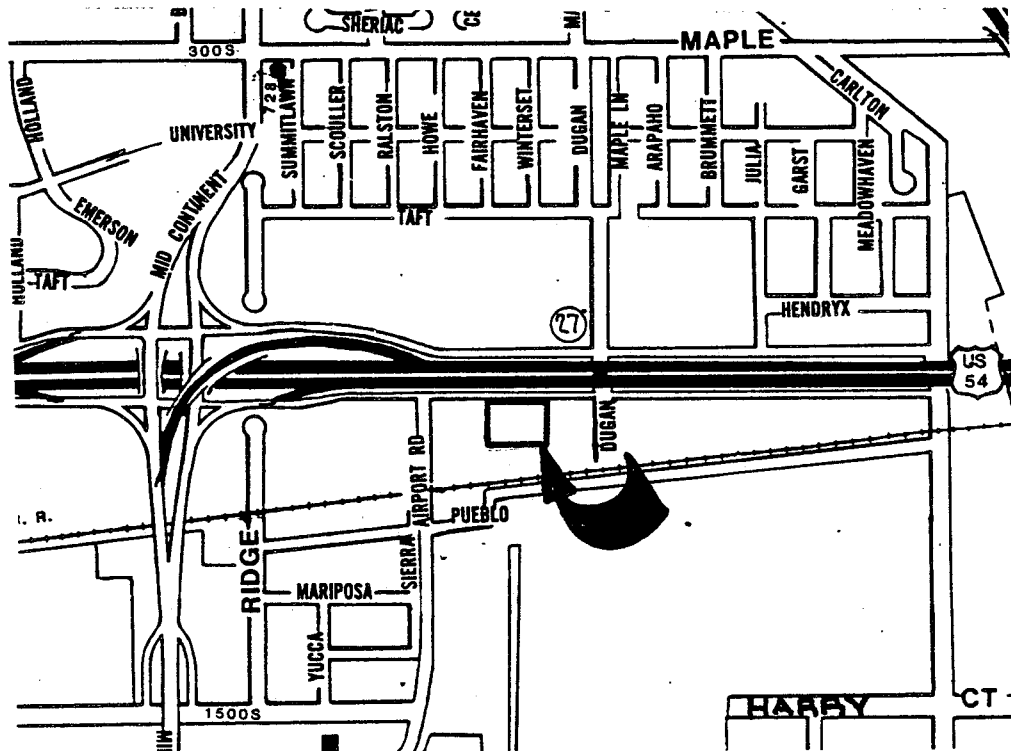 SHERIAC
300S
MAPLE
HOLLAND
728
SUMMITLAWN
SCOULLER
RALSTON
HOWE
FAIRHAVEN
WINTERSET
DUGAN
MAPLE LN
ARAPAHO
BRUMMETT
JULIA
GARST
CARLTON
MEADOWHAVEN
UNIVERSITY
EMERSON
MID CONTINENT
TAFT
HOLLAND
TAFT
HENDRYX
27
US
54
DUGAN
AIRPORT RD
PUEBLO
R.
RIDGE
SIERRA
MARIPOSA
YUCCA
1500S
HARRY
CT